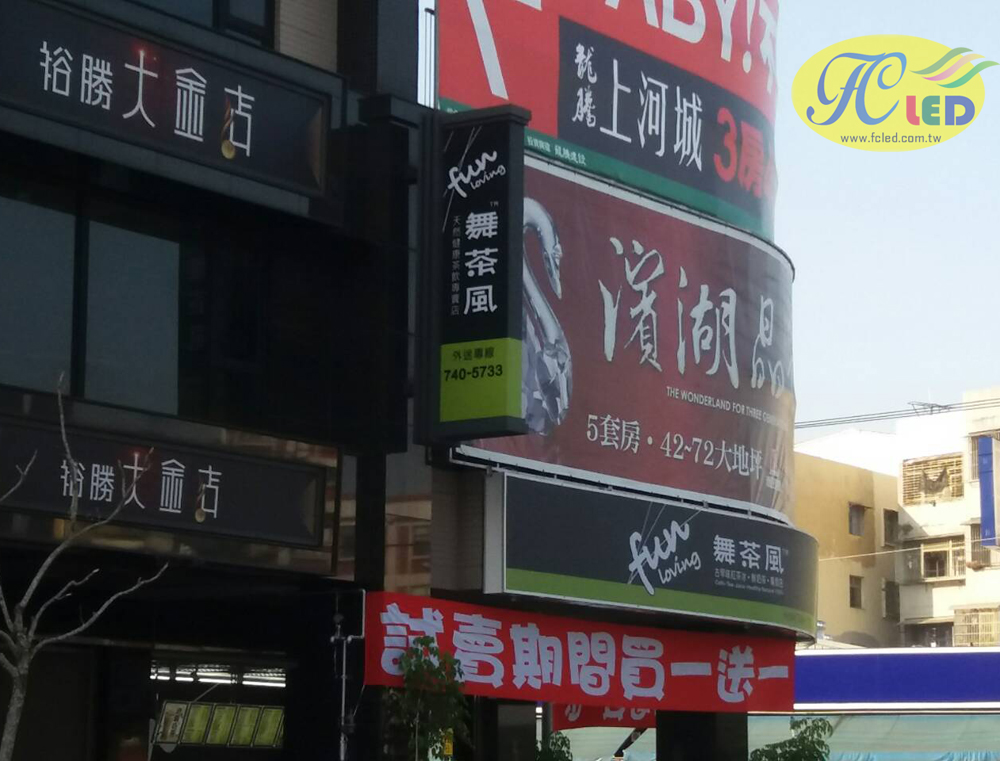 裕勝大金店
ABY!
龍騰
上河城
3房
FC LED
www.fcled.com.tw
fun
loving
舞茶風
天然健康茶飲專賣店
外送專線
740-5733
濱湖
THE WONDERLAND FOR THREE
5套房·42~72大地坪
裕勝大金店
fun
loving
舞茶風
試賣期間買一送一